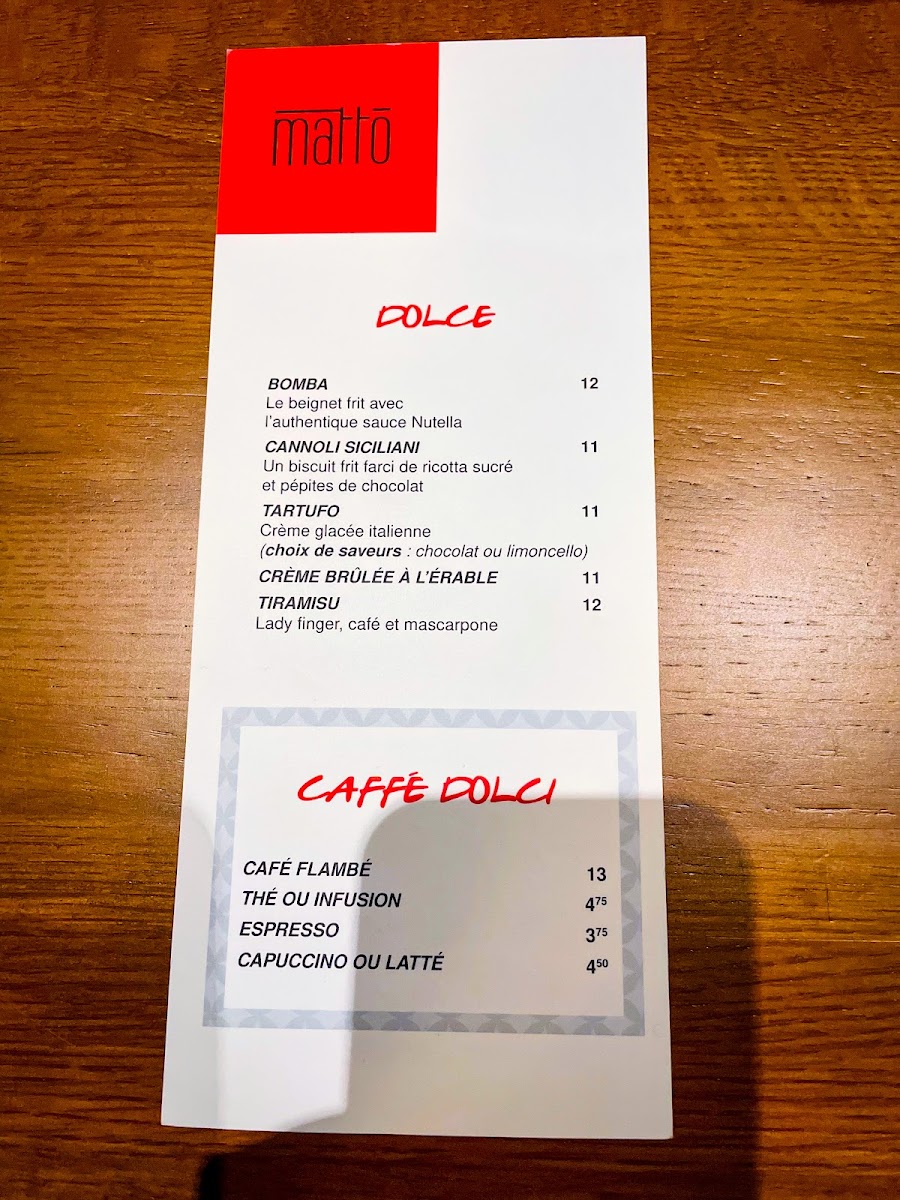 matto
DOLCE
BOMBA 12
Le beignet frit avec
l'authentique sauce Nutella
CANNOLI SICILIANI 11
Un biscuit frit farci de ricotta sucré
et pépites de chocolat
TARTUFO 11
Crème glacée italienne
(choix de saveurs : chocolat ou limoncello)
CRÈME BRÛLÉE À L'ÉRABLE 11
TIRAMISU 12
Lady finger, café et mascarpone
CAFFÉ DOLCI
CAFÉ FLAMBÉ 13
THÉ OU INFUSION 4⁷⁵
ESPRESSO 3⁷⁵
CAPUCCINO OU LATTÉ 4⁵⁰